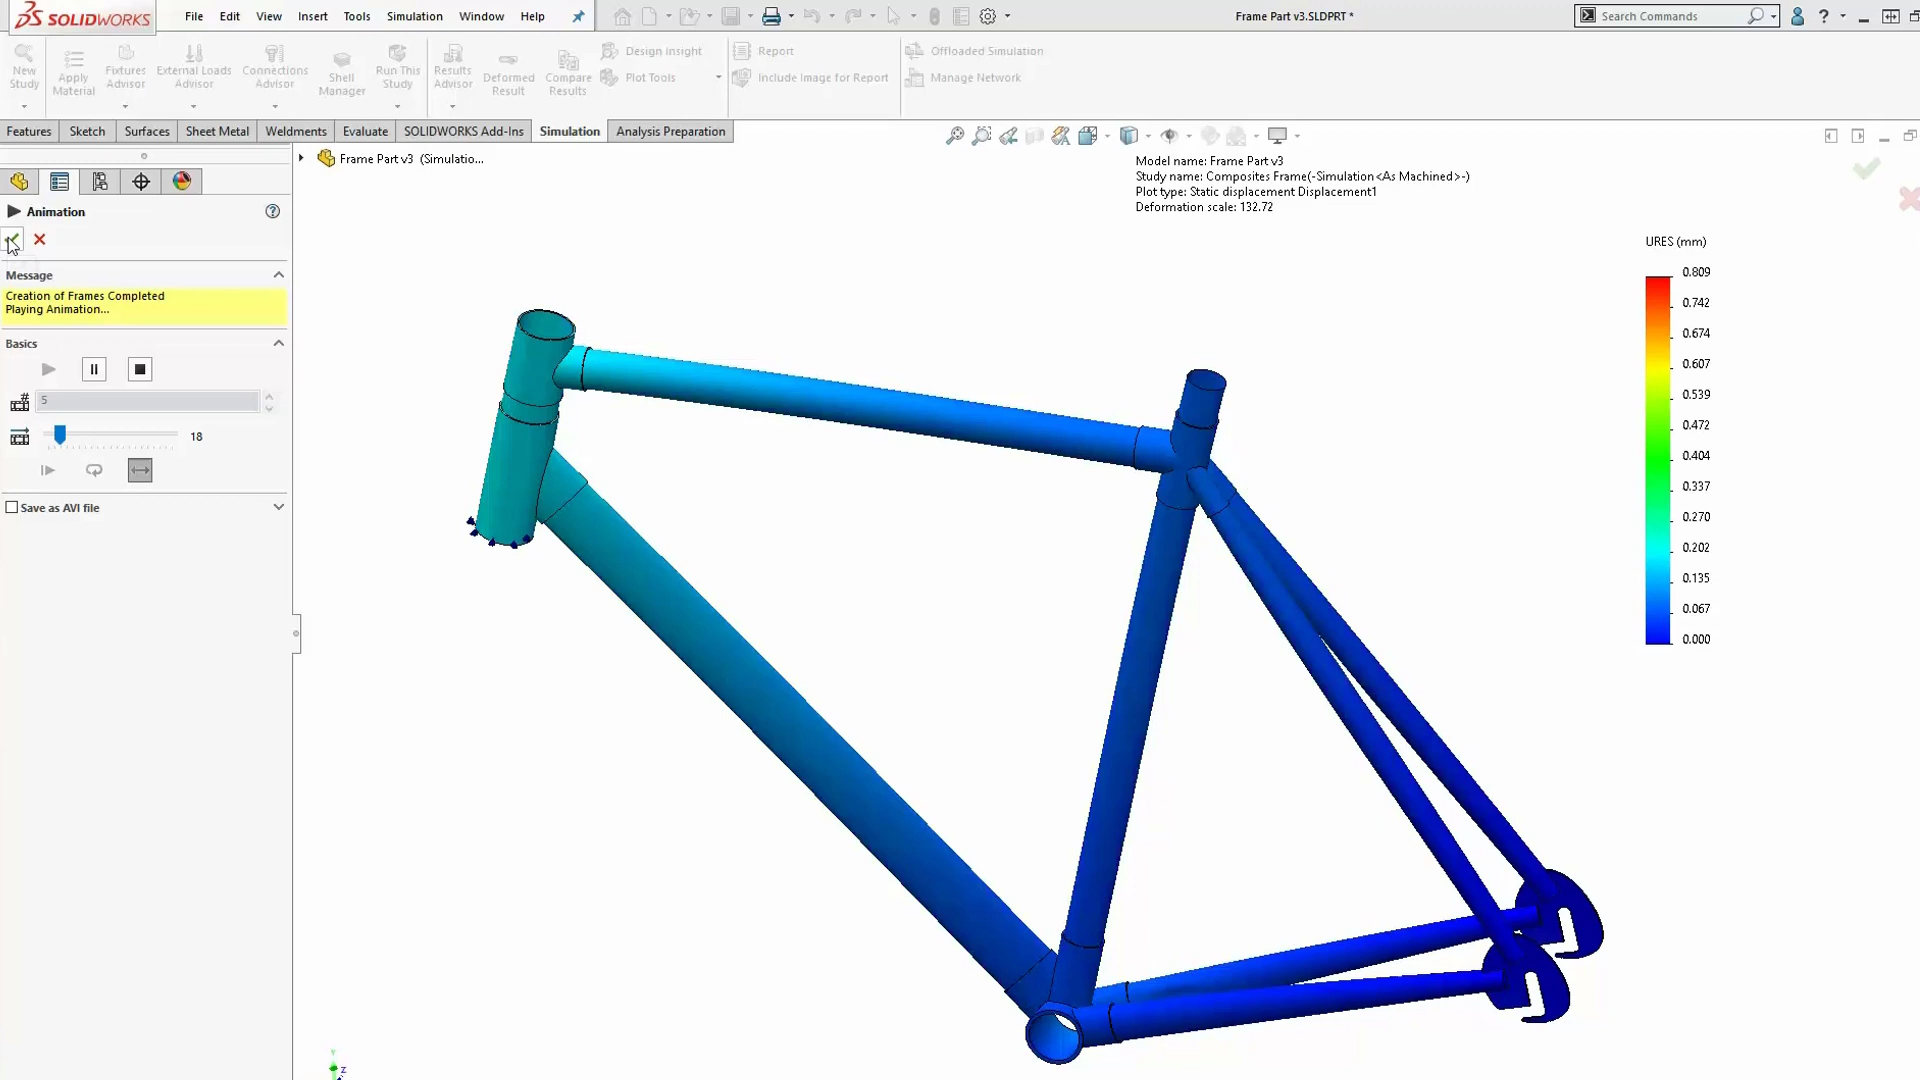 SOLIDWORKS
File Edit View Insert Tools Simulation Window Help
Frame Part v3.SLDPRT *
Search Commands
New Study
Apply Material
Fixtures Advisor
External Loads Advisor
Connections Advisor
Shell Manager
Run This Study
Results Advisor
Deformed Result
Compare Results
Design Insight
Plot Tools
Report
Include Image for Report
Offloaded Simulation
Manage Network
Features Sketch Surfaces Sheet Metal Weldments Evaluate SOLIDWORKS Add-Ins Simulation Analysis Preparation
Frame Part v3 (Simulatio...
Model name: Frame Part v3
Study name: Composites Frame(-Simulation<As Machined>-)
Plot type: Static displacement Displacement1
Deformation scale: 132.72
Animation
Message
Creation of Frames Completed
Playing Animation...
Basics
5
18
Save as AVI file
URES (mm)
0.809
0.742
0.674
0.607
0.539
0.472
0.404
0.337
0.270
0.202
0.135
0.067
0.000
Y
Z